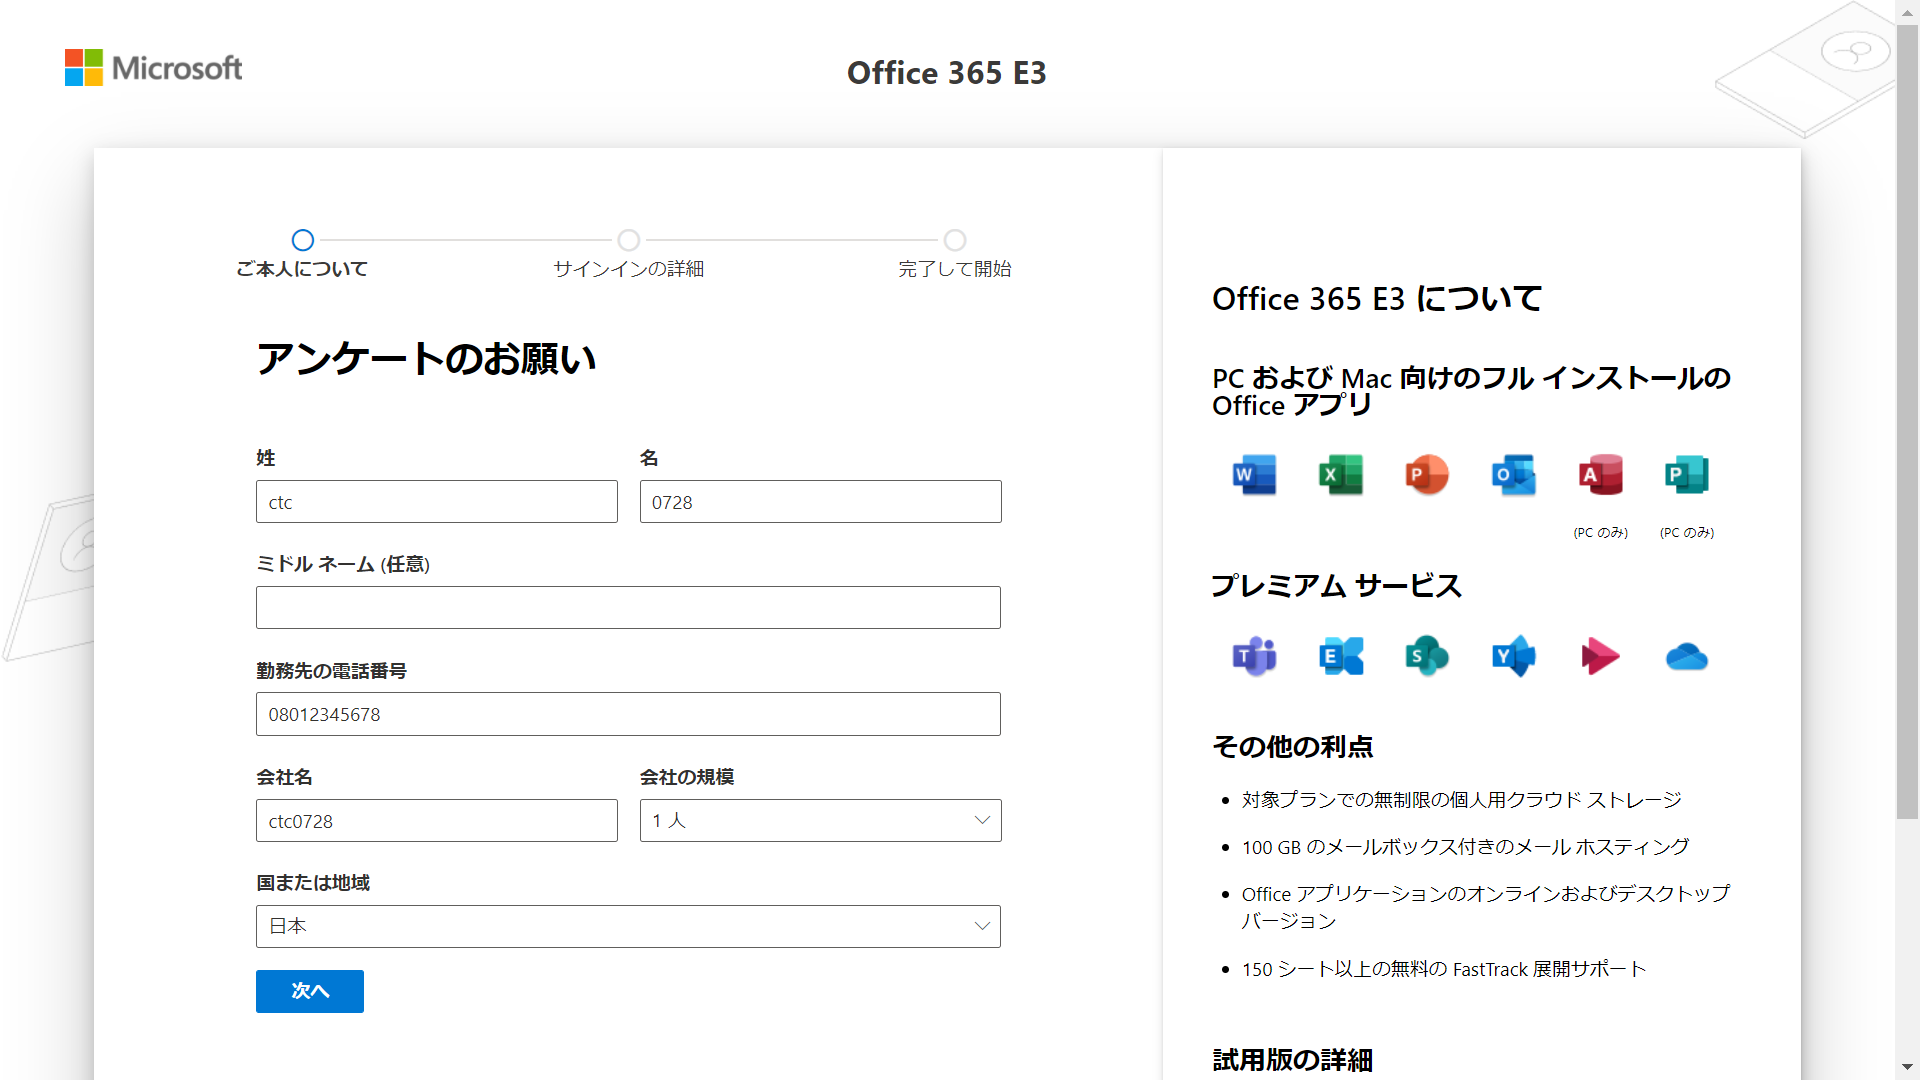 Microsoft
Office 365 E3
ご本人について
サインインの詳細
完了して開始
アンケートのお願い
姓
名
ctc
0728
ミドル ネーム (任意)
勤務先の電話番号
08012345678
会社名
会社の規模
ctc0728
1 人
国または地域
日本
次へ
Office 365 E3 について
PC および Mac 向けのフル インストールの
Office アプリ
W
X
P
O
A
P
(PC のみ)
(PC のみ)
プレミアム サービス
T
E
S
Y
その他の利点
• 対象プランでの無制限の個人用クラウド ストレージ
• 100 GB のメールボックス付きのメール ホスティング
• Office アプリケーションのオンラインおよびデスクトップ
バージョン
• 150 シート以上の無料の FastTrack 展開サポート
試用版の詳細